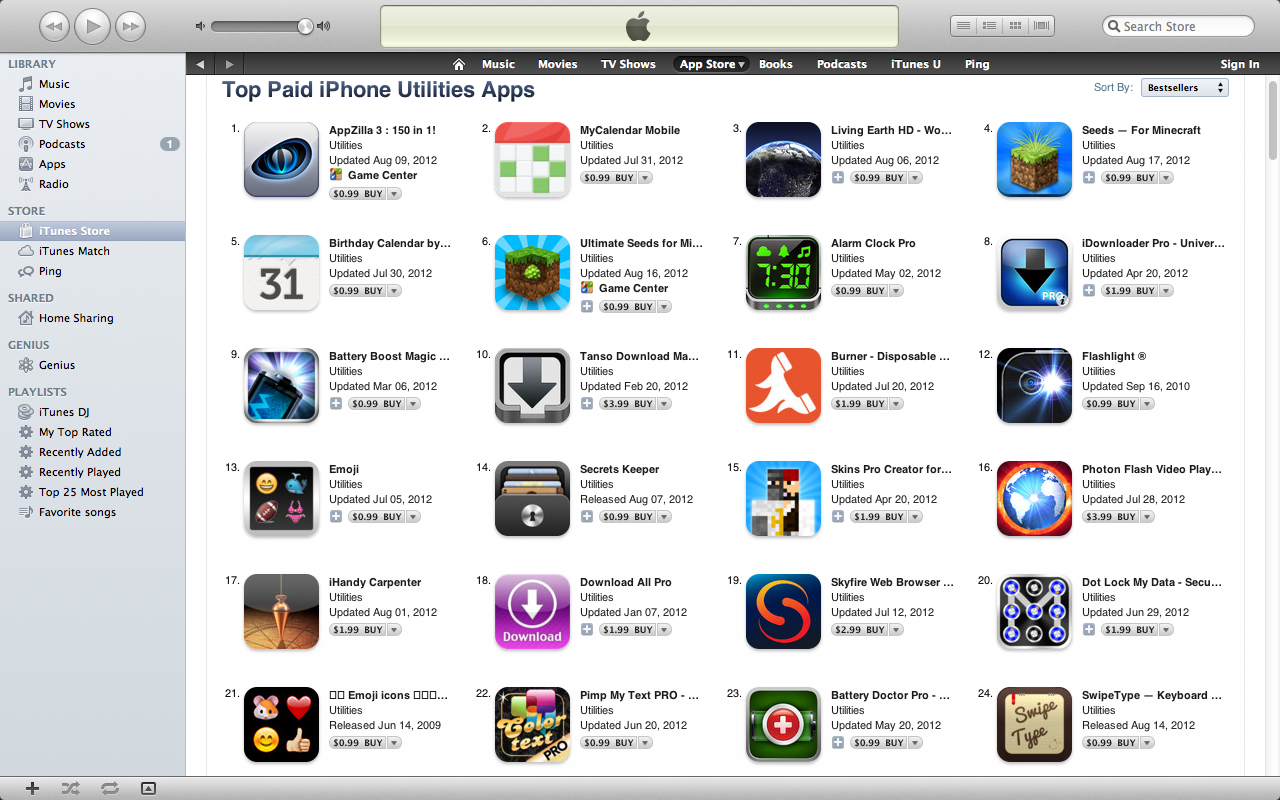 Search Store
LIBRARY
Music
Movies
TV Shows
Podcasts
1
Apps
Radio
STORE
iTunes Store
iTunes Match
Ping
SHARED
Home Sharing
GENIUS
Genius
PLAYLISTS
iTunes DJ
My Top Rated
Recently Added
Recently Played
Top 25 Most Played
Favorite songs
Music Movies TV Shows App Store Books Podcasts iTunes U Ping Sign In
Top Paid iPhone Utilities Apps
Sort By: Bestsellers
1. AppZilla 3 : 150 in 1!
Utilities
Updated Aug 09, 2012
Game Center
$0.99 BUY
2. MyCalendar Mobile
Utilities
Updated Jul 31, 2012
$0.99 BUY
3. Living Earth HD - Wo...
Utilities
Updated Aug 06, 2012
$0.99 BUY
4. Seeds — For Minecraft
Utilities
Updated Aug 17, 2012
$0.99 BUY
5. Birthday Calendar by...
Utilities
Updated Jul 30, 2012
$0.99 BUY
31
6. Ultimate Seeds for Mi...
Utilities
Updated Aug 16, 2012
Game Center
$0.99 BUY
7. Alarm Clock Pro
Utilities
Updated May 02, 2012
$0.99 BUY
7:30
8. iDownloader Pro - Univer...
Utilities
Updated Apr 20, 2012
$1.99 BUY
PRO
9. Battery Boost Magic ...
Utilities
Updated Mar 06, 2012
$0.99 BUY
10. Tanso Download Ma...
Utilities
Updated Feb 20, 2012
$3.99 BUY
11. Burner - Disposable ...
Utilities
Updated Jul 20, 2012
$1.99 BUY
12. Flashlight ®
Utilities
Updated Sep 16, 2010
$0.99 BUY
13. Emoji
Utilities
Updated Jul 05, 2012
$0.99 BUY
14. Secrets Keeper
Utilities
Released Aug 07, 2012
$0.99 BUY
15. Skins Pro Creator for...
Utilities
Updated Apr 20, 2012
$1.99 BUY
16. Photon Flash Video Play...
Utilities
Updated Jul 28, 2012
$3.99 BUY
17. iHandy Carpenter
Utilities
Updated Aug 01, 2012
$1.99 BUY
18. Download All Pro
Utilities
Updated Jan 07, 2012
$1.99 BUY
Download
19. Skyfire Web Browser ...
Utilities
Updated Jul 12, 2012
$2.99 BUY
20. Dot Lock My Data - Secu...
Utilities
Updated Jun 29, 2012
$1.99 BUY
21. Emoji icons ...
Utilities
Released Jun 14, 2009
$0.99 BUY
22. Pimp My Text PRO - ...
Utilities
Updated Jun 20, 2012
$0.99 BUY
Color
text
PRO
23. Battery Doctor Pro - ...
Utilities
Updated May 20, 2012
$0.99 BUY
24. SwipeType — Keyboard ...
Utilities
Released Aug 14, 2012
$0.99 BUY
Swipe
Type